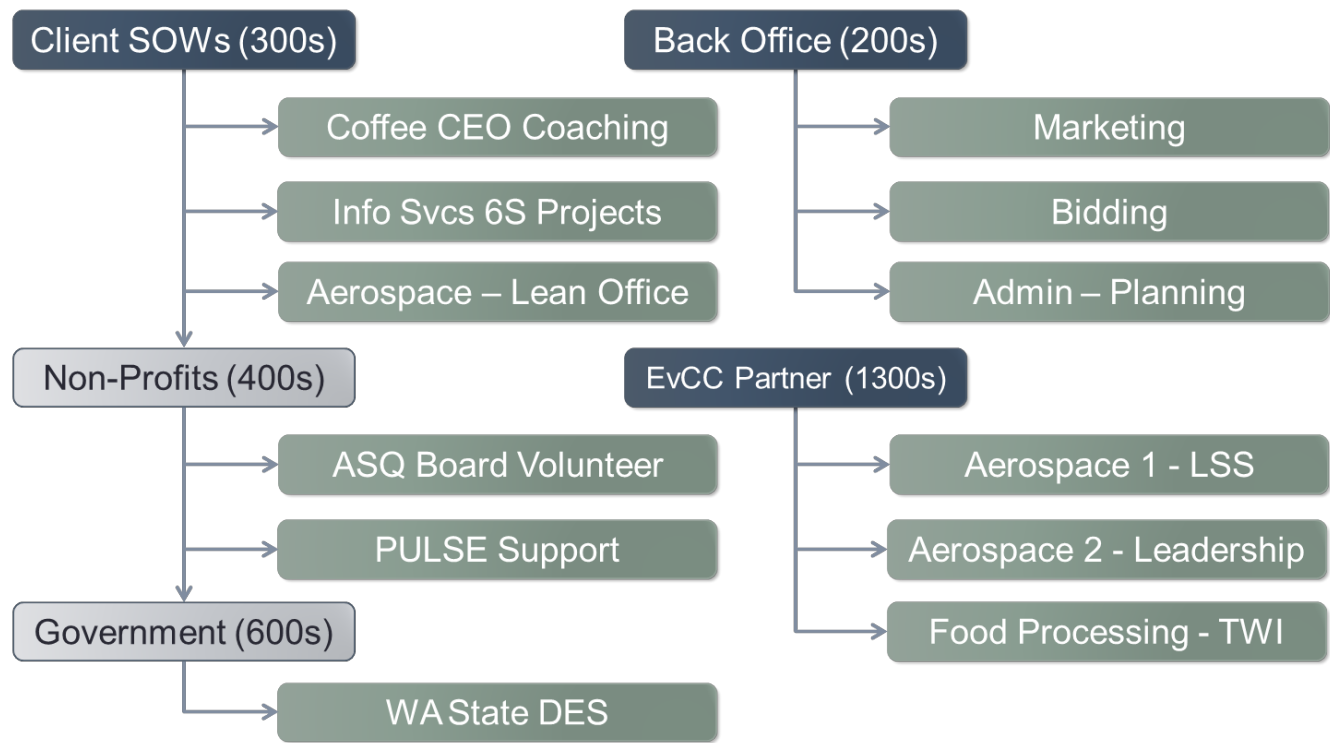 Client SOWs (300s)
Coffee CEO Coaching
Info Svcs 6S Projects
Aerospace – Lean Office
Non-Profits (400s)
ASQ Board Volunteer
PULSE Support
Government (600s)
WA State DES
Back Office (200s)
Marketing
Bidding
Admin – Planning
EvCC Partner (1300s)
Aerospace 1 - LSS
Aerospace 2 - Leadership
Food Processing - TWI